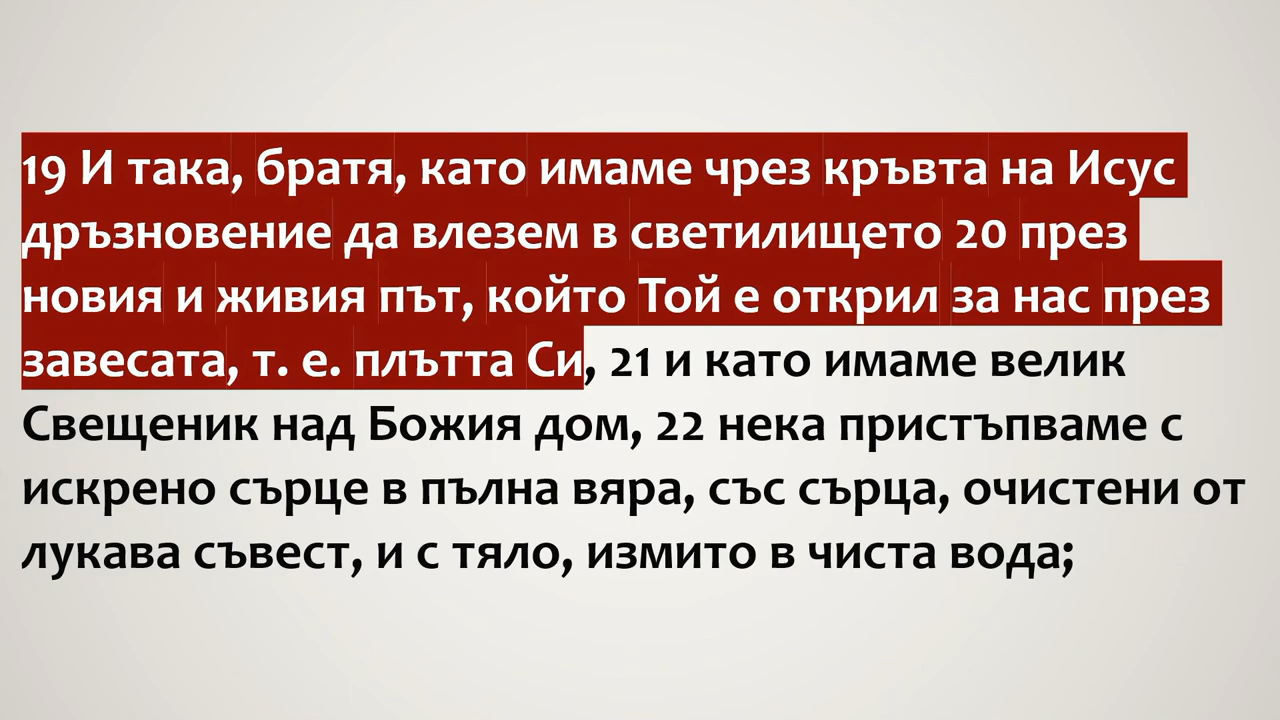 19 И така, братя, като имаме чрез кръвта на Исус
дръзновение да влезем в светилището 20 през
новия и живия път, който Той е открил за нас през
завесата, т. е. плътта Си, 21 и като имаме велик
Свещеник над Божия дом, 22 нека пристъпваме с
искрено сърце в пълна вяра, със сърца, очистени от
лукава съвест, и с тяло, измито в чиста вода;